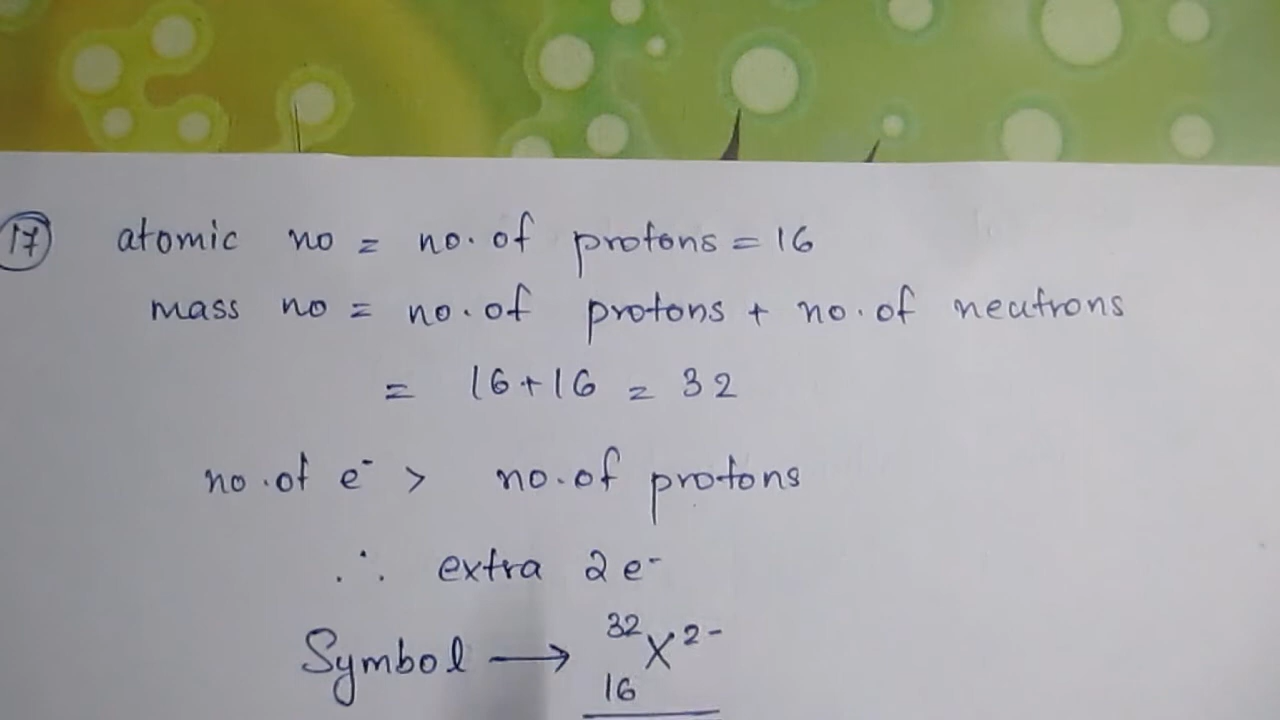 17 atomic no = no. of protons = 16
mass no = no. of protons + no. of neutrons
= 16+16 = 32
no. of e⁻ > no. of protons
∴ extra 2e⁻
Symbol → ³²₁₆X²⁻